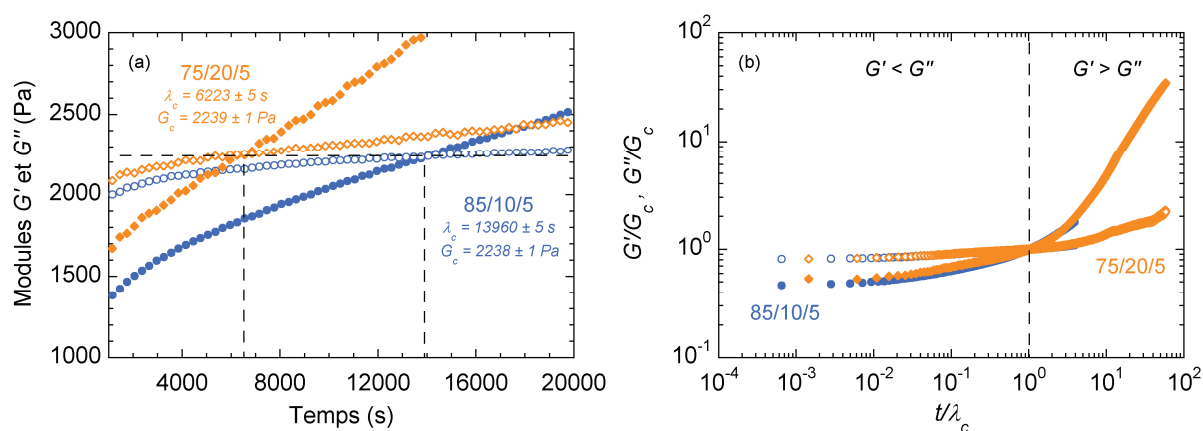 (a)
75/20/5
λc = 6223 ± 5 s
Gc = 2239 ± 1 Pa
85/10/5
λc = 13960 ± 5 s
Gc = 2238 ± 1 Pa
Modules G' et G'' (Pa)
3000
2500
2000
1500
1000
4000 8000 12000 16000 20000
Temps (s)
(b)
G' < G''
G' > G''
75/20/5
85/10/5
G'/Gc , G''/Gc
10²
10¹
10⁰
10⁻¹
10⁻⁴ 10⁻³ 10⁻² 10⁻¹ 10⁰ 10¹ 10²
t/λc